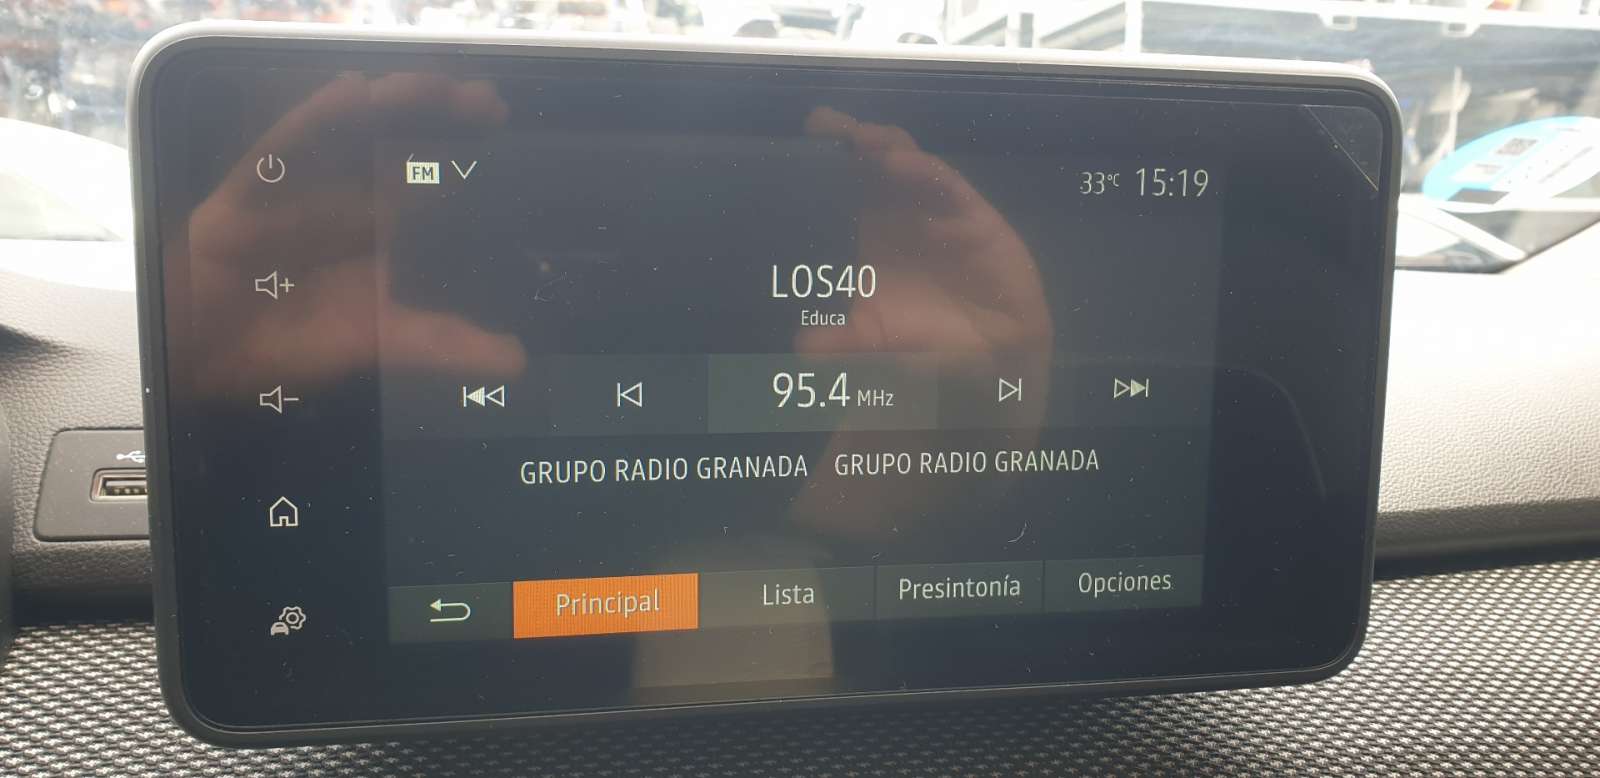 FM
33°C 15:19
LOS40
Educa
95.4 MHz
GRUPO RADIO GRANADA GRUPO RADIO GRANADA
Principal Lista Presintonía Opciones